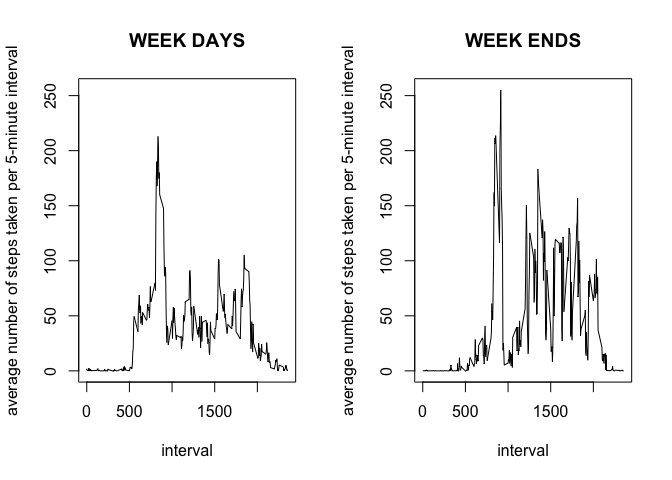 WEEK DAYS
average number of steps taken per 5-minute interval
250
200
150
100
50
0
0 500 1500
interval
WEEK ENDS
average number of steps taken per 5-minute interval
250
200
150
100
50
0
0 500 1500
interval